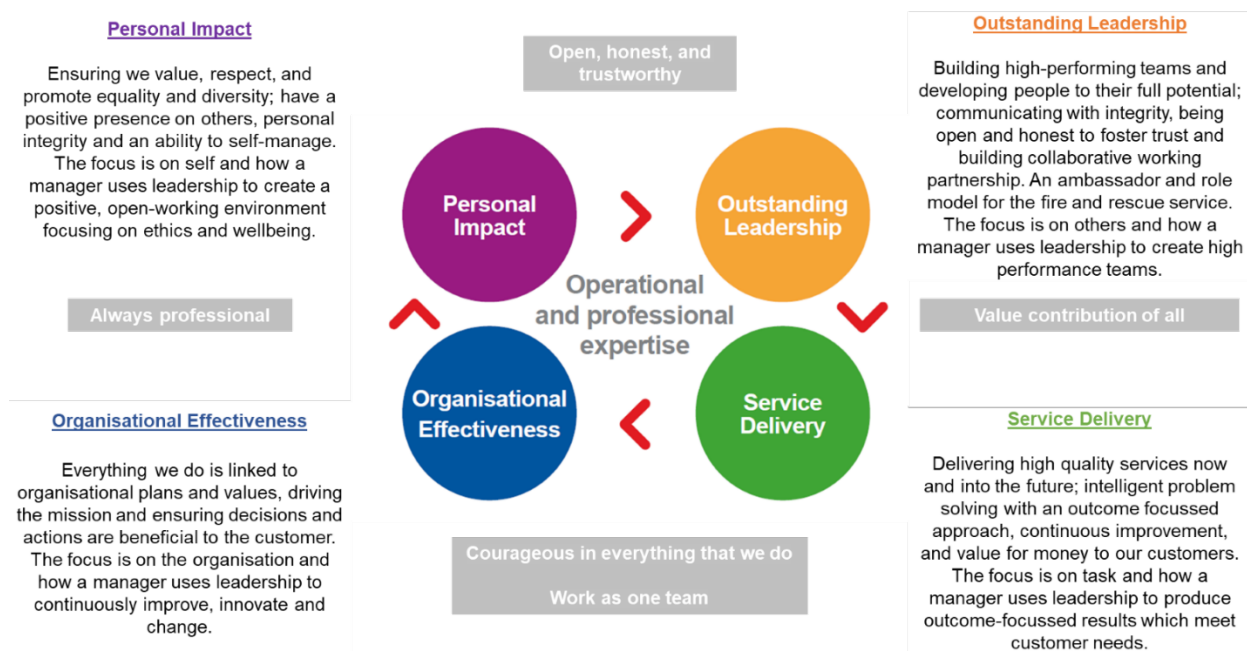 Personal Impact
Ensuring we value, respect, and
promote equality and diversity; have a
positive presence on others, personal
integrity and an ability to self-manage.
The focus is on self and how a
manager uses leadership to create a
positive, open-working environment
focusing on ethics and wellbeing.
Always professional
Organisational Effectiveness
Everything we do is linked to
organisational plans and values, driving
the mission and ensuring decisions and
actions are beneficial to the customer.
The focus is on the organisation and
how a manager uses leadership to
continuously improve, innovate and
change.
Open, honest, and
trustworthy
Personal
Impact
Outstanding
Leadership
Operational
and professional
expertise
Organisational
Effectiveness
Service
Delivery
Courageous in everything that we do
Work as one team
Outstanding Leadership
Building high-performing teams and
developing people to their full potential;
communicating with integrity, being
open and honest to foster trust and
building collaborative working
partnership. An ambassador and role
model for the fire and rescue service.
The focus is on others and how a
manager uses leadership to create high
performance teams.
Value contribution of all
Service Delivery
Delivering high quality services now
and into the future; intelligent problem
solving with an outcome focussed
approach, continuous improvement,
and value for money to our customers.
The focus is on task and how a
manager uses leadership to produce
outcome-focussed results which meet
customer needs.